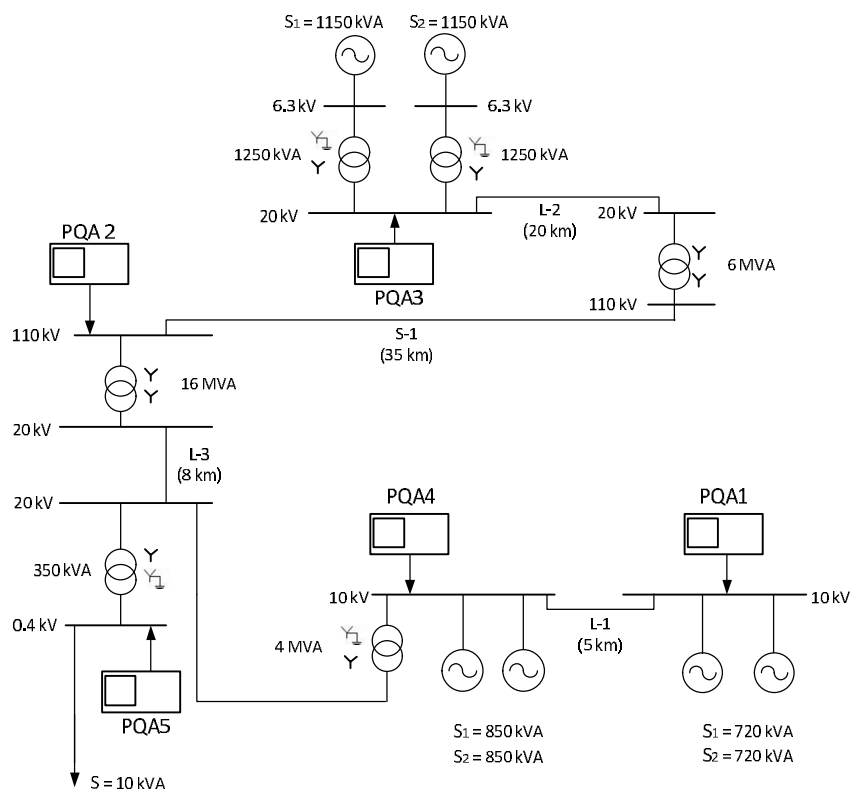 S1 = 1150 kVA
S2 = 1150 kVA
6.3 kV
6.3 kV
1250 kVA
1250 kVA
20 kV
L-2
(20 km)
20 kV
PQA 2
PQA3
6 MVA
110 kV
110 kV
S-1
(35 km)
16 MVA
20 kV
L-3
(8 km)
20 kV
PQA4
PQA1
350 kVA
10 kV
10 kV
L-1
(5 km)
0.4 kV
4 MVA
PQA5
S1 = 850 kVA
S2 = 850 kVA
S1 = 720 kVA
S2 = 720 kVA
S = 10 kVA